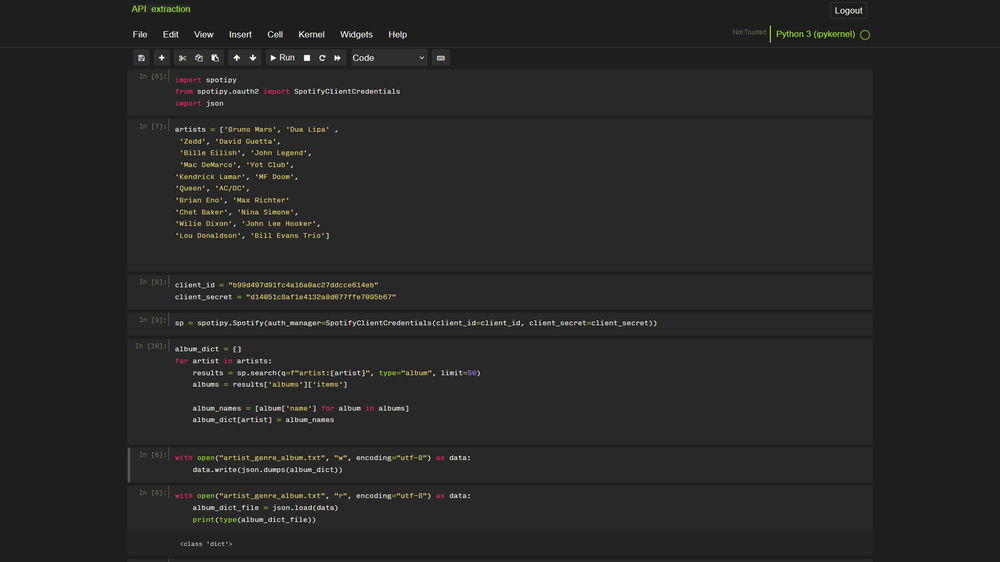 API extraction
Logout
File Edit View Insert Cell Kernel Widgets Help
Not Trusted
Python 3 (ipykernel)
Run
Code
In [6]:
import spotipy
from spotipy.oauth2 import SpotifyClientCredentials
import json
In [7]:
artists = ['Bruno Mars', 'Dua Lipa' ,
'Zedd', 'David Guetta',
'Bille Eilish', 'John Legend',
'Mac DeMarco', 'Yot Club',
'Kendrick Lamar', 'MF Doom',
'Queen', 'AC/DC',
'Brian Eno', 'Max Richter'
'Chet Baker', 'Nina Simone',
'Wilie Dixon', 'John Lee Hooker',
'Lou Donaldson', 'Bill Evans Trio']
In [8]:
client_id = "b99d497d91fc4a16a0ac27ddcce614eb"
client_secret = "d14051c8af1e4132a0d677ffe7095b67"
In [9]:
sp = spotipy.Spotify(auth_manager=SpotifyClientCredentials(client_id=client_id, client_secret=client_secret))
In [10]:
album_dict = {}
for artist in artists:
    results = sp.search(q=f"artist:{artist}", type="album", limit=50)
    albums = results['albums']['items']
    album_names = [album['name'] for album in albums]
    album_dict[artist] = album_names
In [6]:
with open("artist_genre_album.txt", "w", encoding="utf-8") as data:
    data.write(json.dumps(album_dict))
In [8]:
with open("artist_genre_album.txt", "r", encoding="utf-8") as data:
    album_dict_file = json.load(data)
    print(type(album_dict_file))
<class 'dict'>